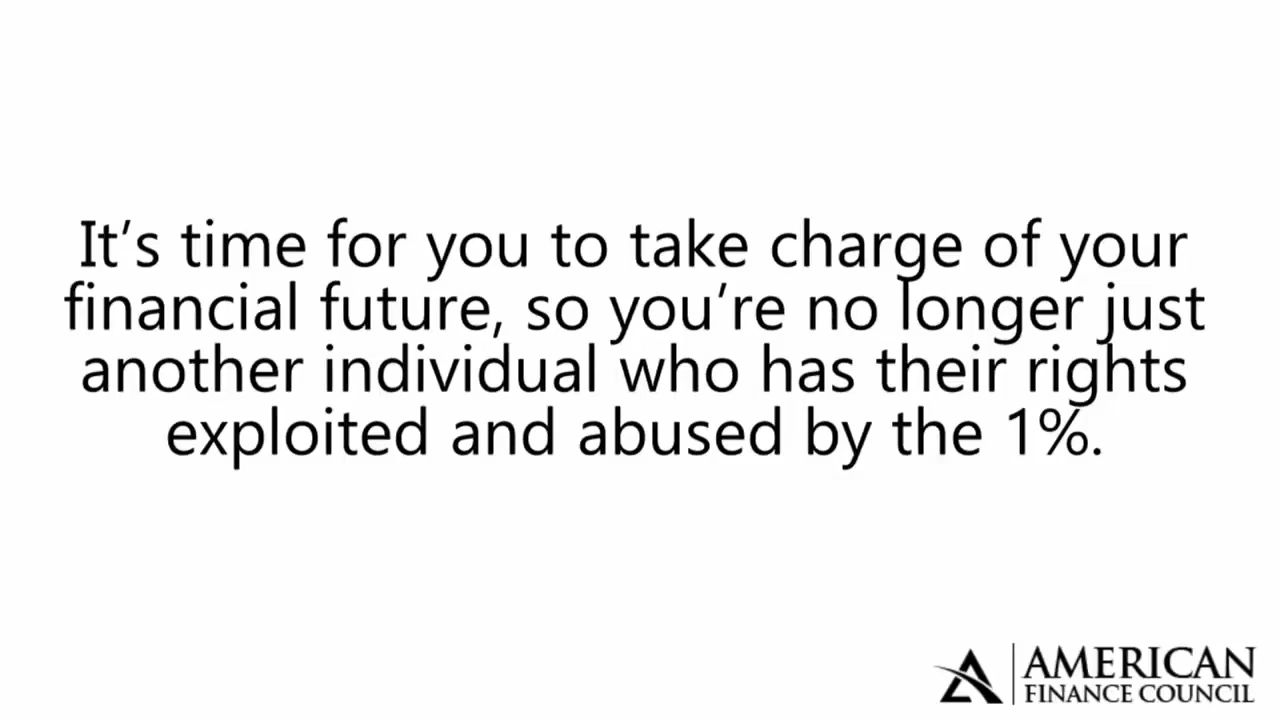 It’s time for you to take charge of your
financial future, so you’re no longer just
another individual who has their rights
exploited and abused by the 1%.
AMERICAN
FINANCE COUNCIL